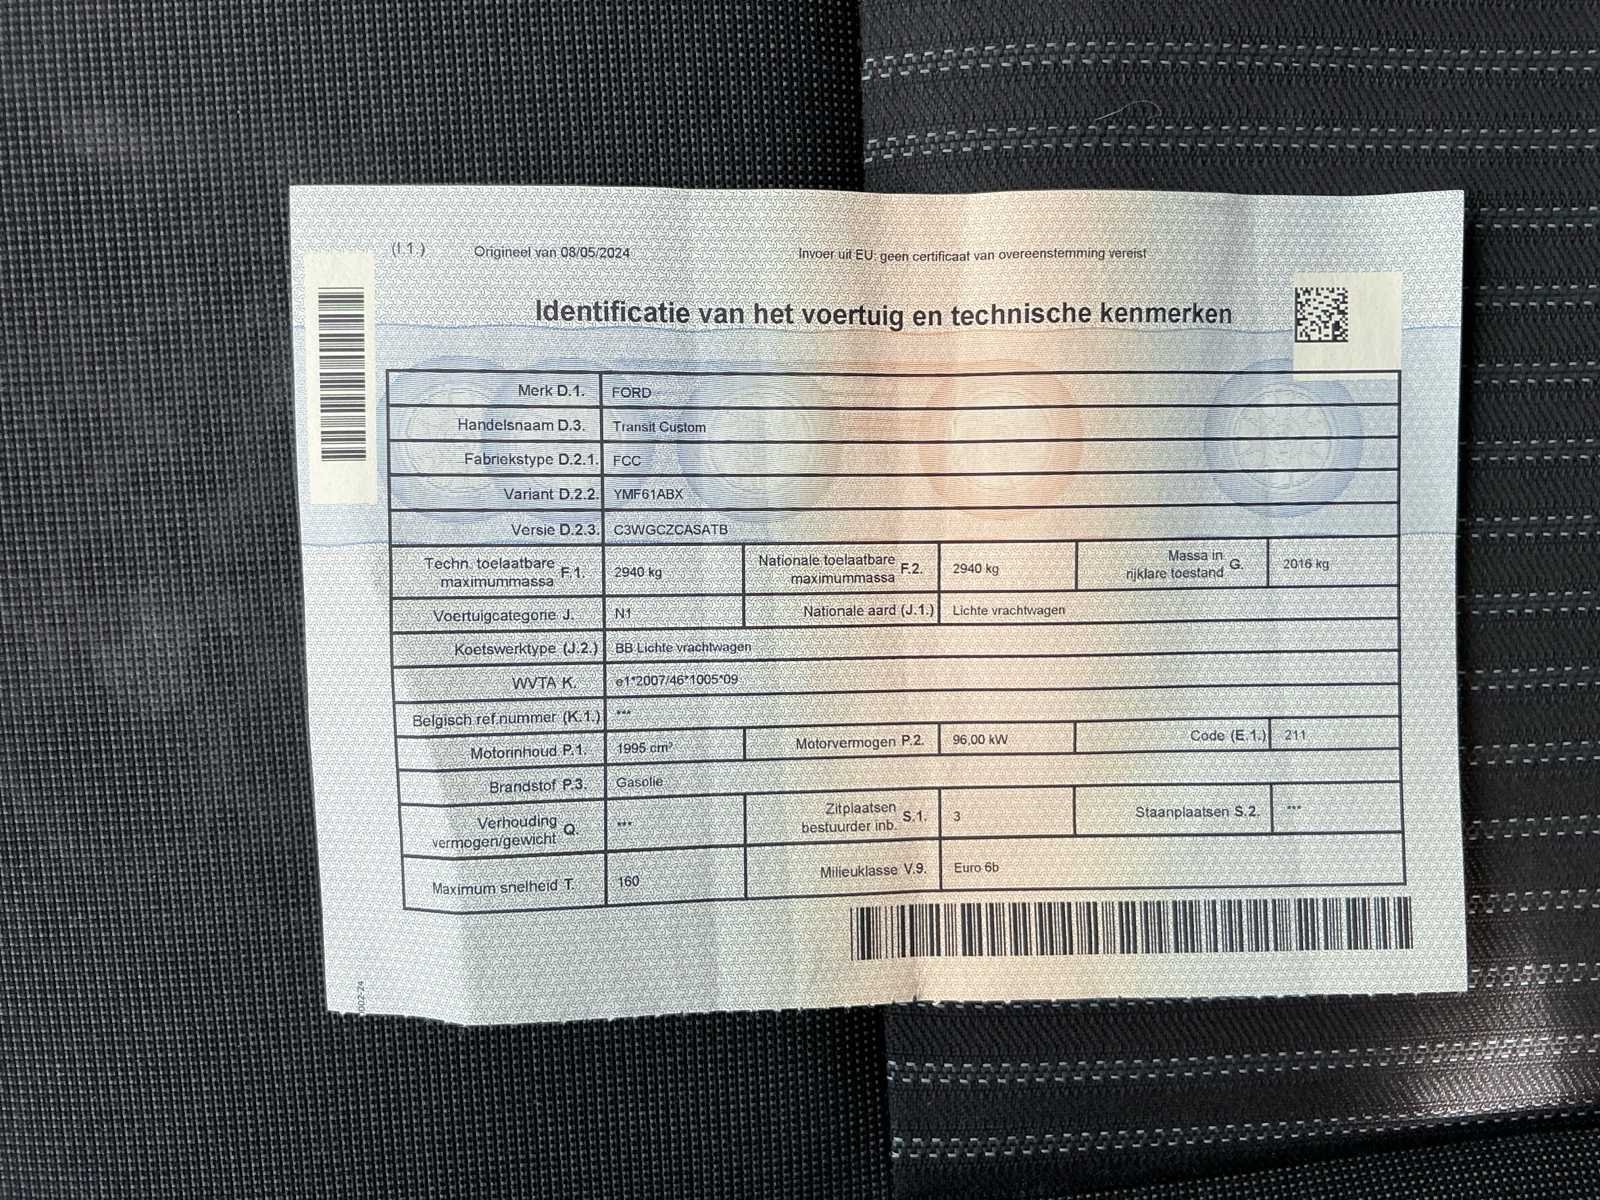 (I.1.) Origineel van 08/05/2024 Invoer uit EU: geen certificaat van overeenstemming vereist
Identificatie van het voertuig en technische kenmerken
Merk D.1. FORD
Handelsnaam D.3. Transit Custom
Fabriekstype D.2.1. FCC
Variant D.2.2. YMF61ABX
Versie D.2.3. C3WGCZCASATB
Techn. toelaatbare maximummassa F.1. 2940 kg Nationale toelaatbare maximummassa F.2. 2940 kg Massa in rijklare toestand G. 2016 kg
Voertuigcategorie J. N1 Nationale aard (J.1.) Lichte vrachtwagen
Koetswerktype (J.2.) BB Lichte vrachtwagen
WVTA K. e1*2007/46*1005*09
Belgisch ref.nummer (K.1.) ***
Motorinhoud P.1. 1995 cm³ Motorvermogen P.2. 96,00 kW Code (E.1.) 211
Brandstof P.3. Gasolie
Verhouding vermogen/gewicht Q. *** Zitplaatsen bestuurder inb. S.1. 3 Staanplaatsen S.2. ***
Maximum snelheid T. 160 Milieuklasse V.9. Euro 6b